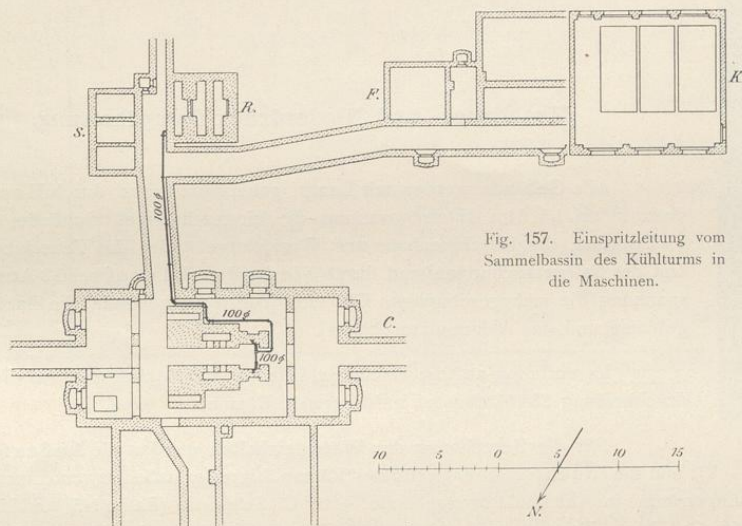 K.
F.
R.
S.
100 ϕ
Fig. 157. Einspritzleitung vom
Sammelbassin des Kühlturms in
die Maschinen.
C.
100 ϕ
100 ϕ
10 5 0 5 10 15
N.